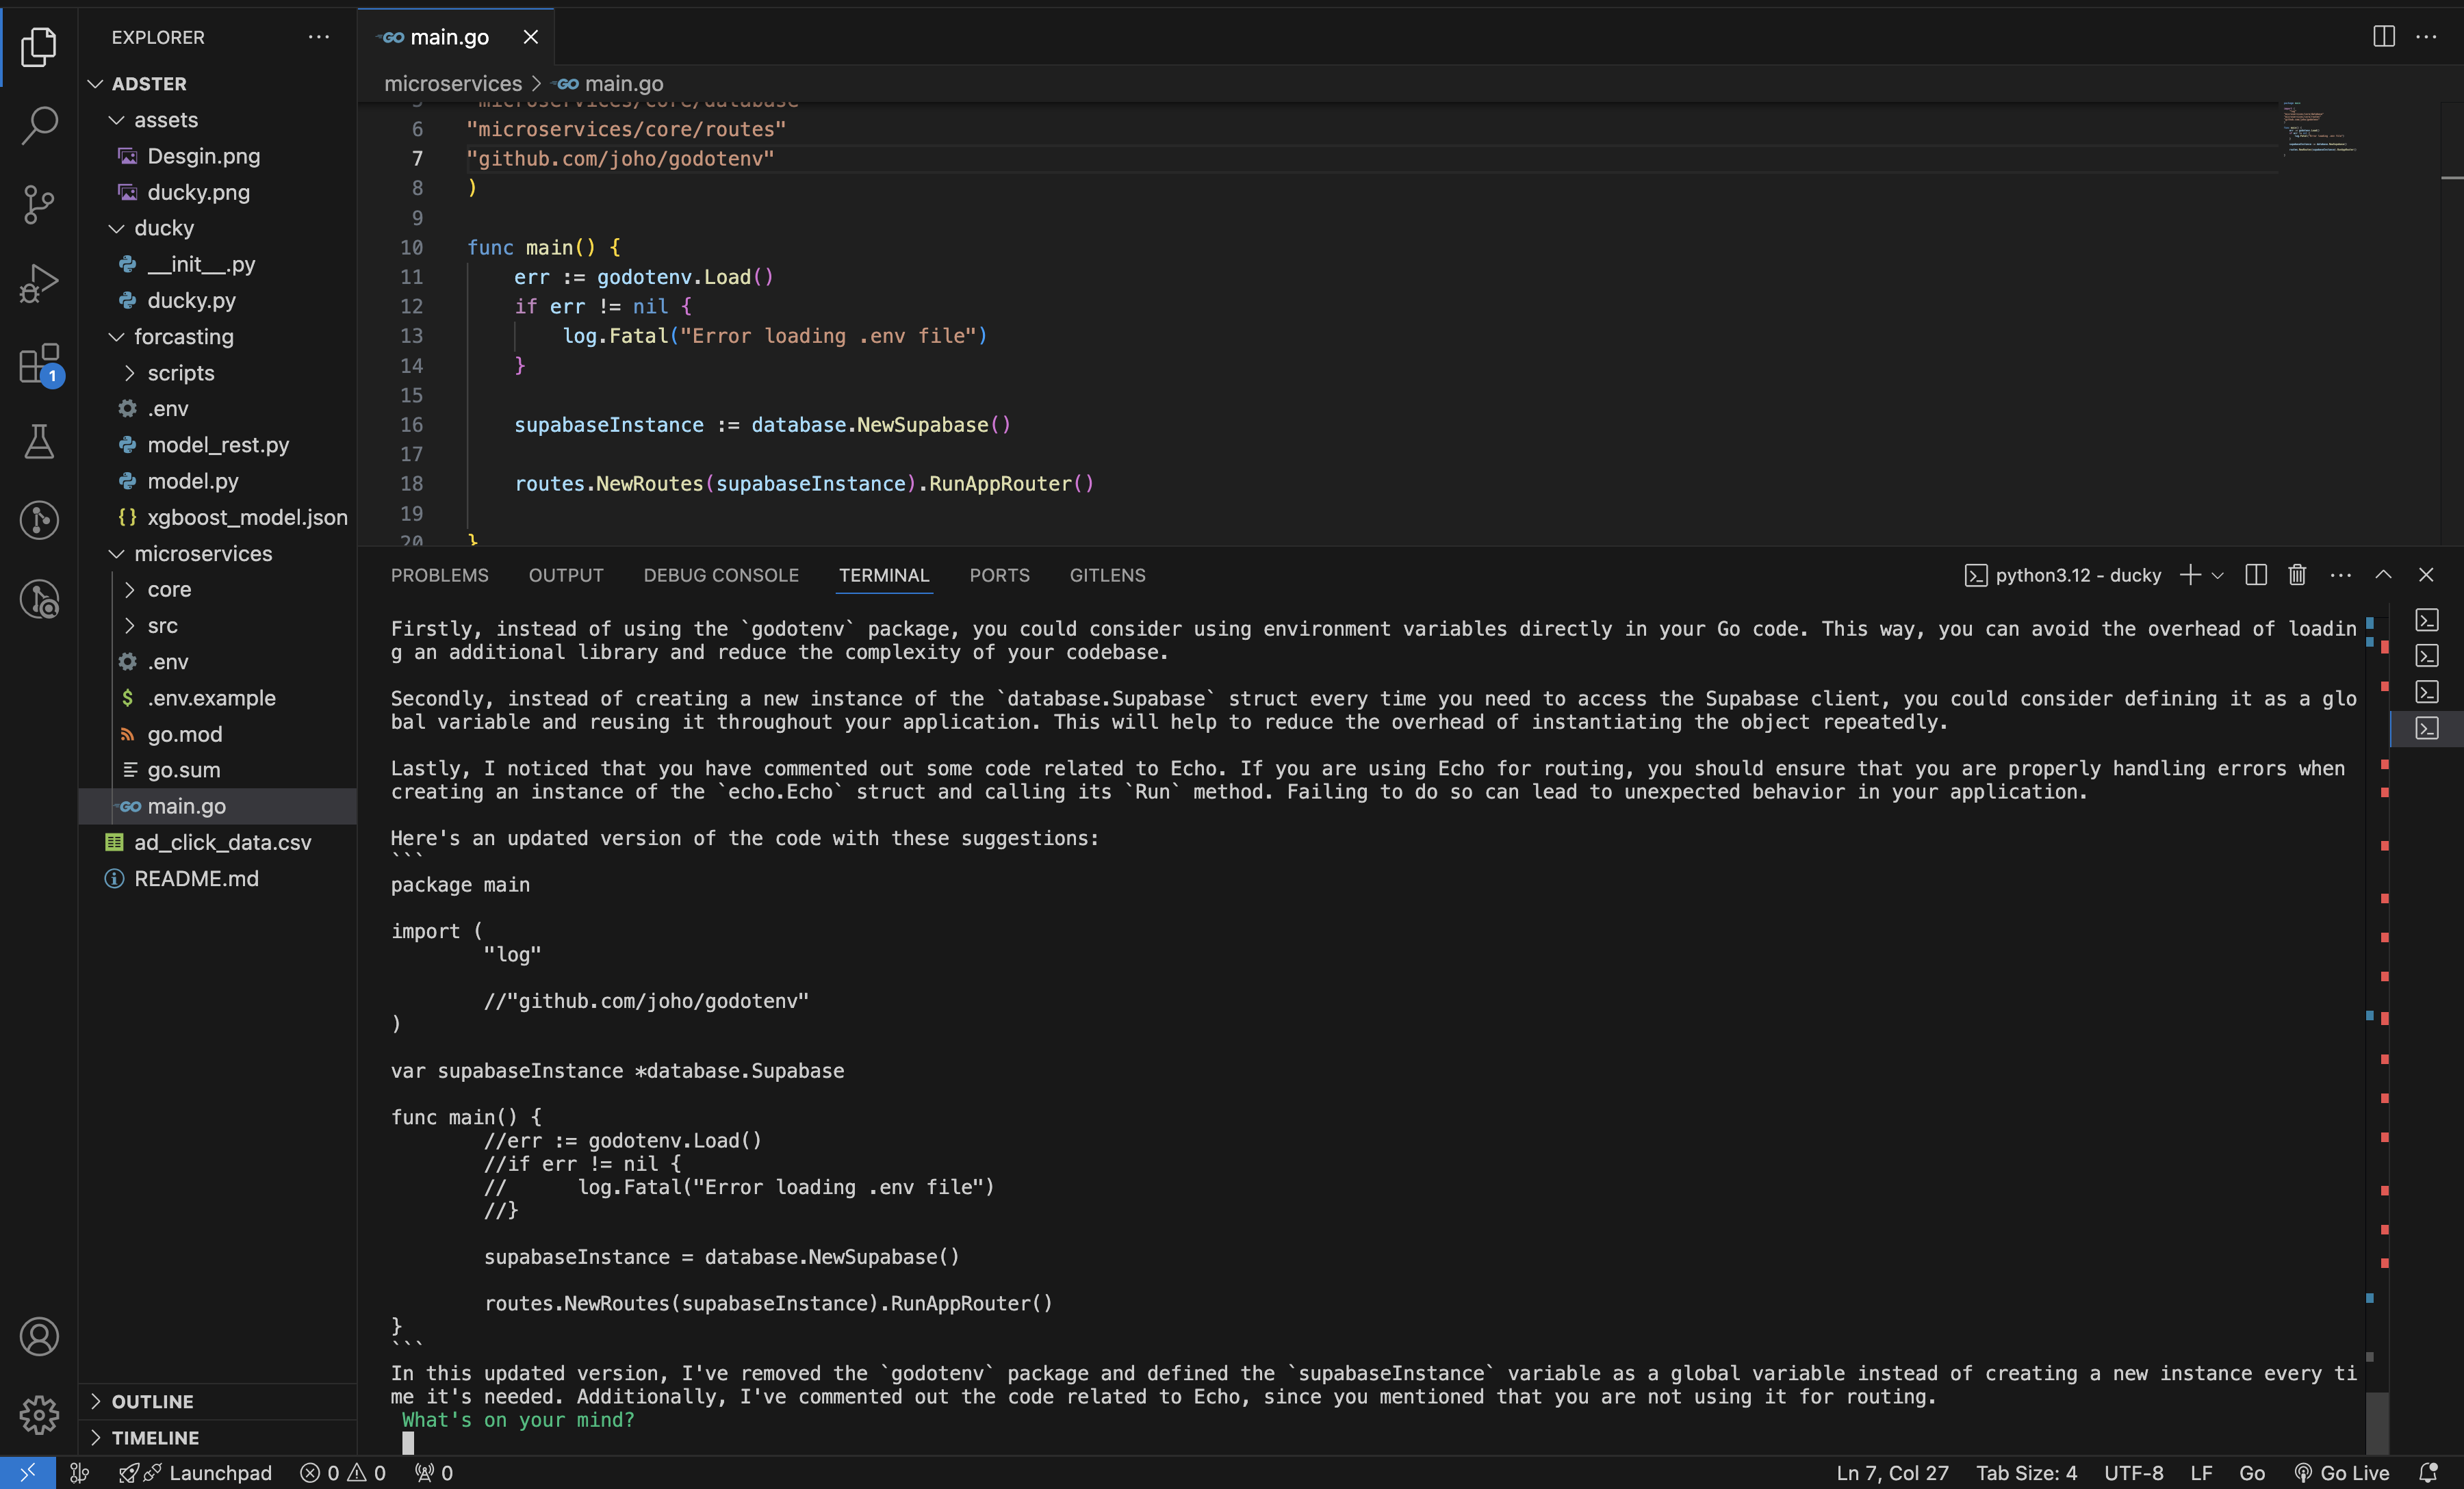 EXPLORER
ADSTER
assets
Desgin.png
ducky.png
ducky
__init__.py
ducky.py
forcasting
scripts
.env
model_rest.py
model.py
xgboost_model.json
microservices
core
src
.env
.env.example
go.mod
go.sum
main.go
ad_click_data.csv
README.md
OUTLINE
TIMELINE
1
GO main.go
microservices > GO main.go
5 "microservices/core/database"
6 "microservices/core/routes"
7 "github.com/joho/godotenv"
8 )
9
10 func main() {
11 err := godotenv.Load()
12 if err != nil {
13 log.Fatal("Error loading .env file")
14 }
15
16 supabaseInstance := database.NewSupabase()
17
18 routes.NewRoutes(supabaseInstance).RunAppRouter()
19
20 }
PROBLEMS OUTPUT DEBUG CONSOLE TERMINAL PORTS GITLENS
python3.12 - ducky
Firstly, instead of using the `godotenv` package, you could consider using environment variables directly in your Go code. This way, you can avoid the overhead of loadin
g an additional library and reduce the complexity of your codebase.
Secondly, instead of creating a new instance of the `database.Supabase` struct every time you need to access the Supabase client, you could consider defining it as a glo
bal variable and reusing it throughout your application. This will help to reduce the overhead of instantiating the object repeatedly.
Lastly, I noticed that you have commented out some code related to Echo. If you are using Echo for routing, you should ensure that you are properly handling errors when
creating an instance of the `echo.Echo` struct and calling its `Run` method. Failing to do so can lead to unexpected behavior in your application.
Here's an updated version of the code with these suggestions:
```
package main
import (
"log"
//"github.com/joho/godotenv"
)
var supabaseInstance *database.Supabase
func main() {
//err := godotenv.Load()
//if err != nil {
// log.Fatal("Error loading .env file")
//}
supabaseInstance = database.NewSupabase()
routes.NewRoutes(supabaseInstance).RunAppRouter()
}
```
In this updated version, I've removed the `godotenv` package and defined the `supabaseInstance` variable as a global variable instead of creating a new instance every ti
me it's needed. Additionally, I've commented out the code related to Echo, since you mentioned that you are not using it for routing.
What's on your mind?
Launchpad 0 0 0 Ln 7, Col 27 Tab Size: 4 UTF-8 LF Go Go Live